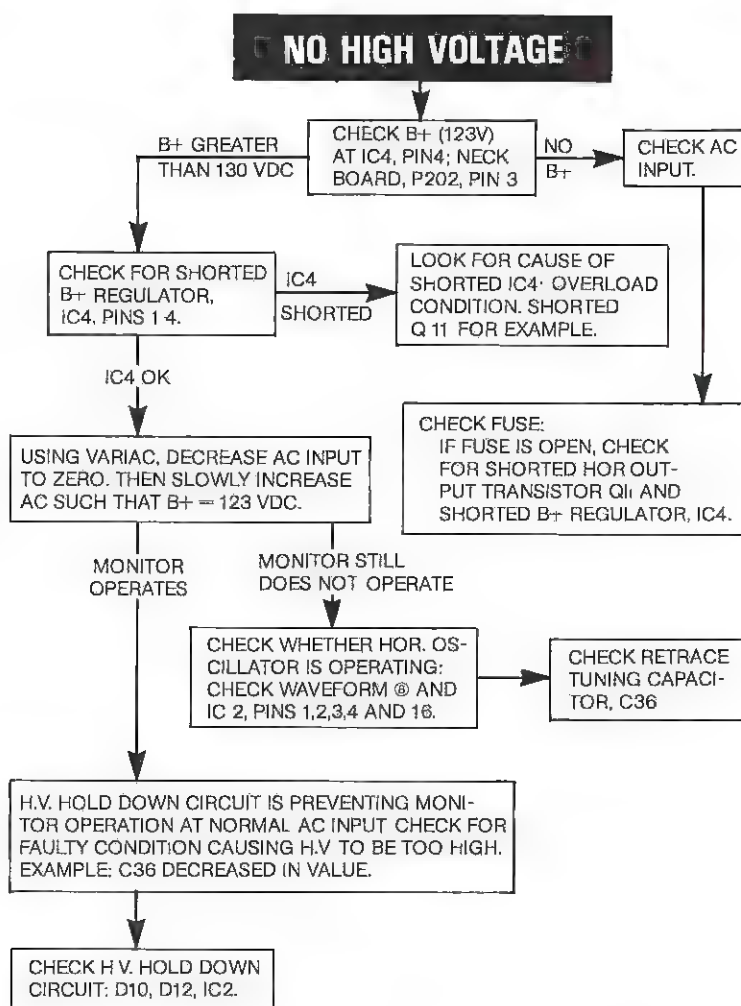 NO HIGH VOLTAGE
CHECK B+ (123V)
AT IC4, PIN4; NECK
BOARD, P202, PIN 3
B+ GREATER
THAN 130 VDC
NO
B+
CHECK AC
INPUT.
CHECK FOR SHORTED
B+ REGULATOR,
IC4, PINS 1 4.
IC4
SHORTED
LOOK FOR CAUSE OF
SHORTED IC4· OVERLOAD
CONDITION. SHORTED
Q 11 FOR EXAMPLE.
IC4 OK
CHECK FUSE:
IF FUSE IS OPEN, CHECK
FOR SHORTED HOR OUT-
PUT TRANSISTOR Q11 AND
SHORTED B+ REGULATOR, IC4.
USING VARIAC, DECREASE AC INPUT
TO ZERO. THEN SLOWLY INCREASE
AC SUCH THAT B+ = 123 VDC.
MONITOR
OPERATES
MONITOR STILL
DOES NOT OPERATE
CHECK WHETHER HOR. OS-
CILLATOR IS OPERATING:
CHECK WAVEFORM ⑧ AND
IC 2, PINS 1,2,3,4 AND 16.
CHECK RETRACE
TUNING CAPACI-
TOR, C36
H.V. HOLD DOWN CIRCUIT IS PREVENTING MONI-
TOR OPERATION AT NORMAL AC INPUT CHECK FOR
FAULTY CONDITION CAUSING H.V TO BE TOO HIGH.
EXAMPLE: C36 DECREASED IN VALUE.
CHECK H V. HOLD DOWN
CIRCUIT: D10, D12, IC2.